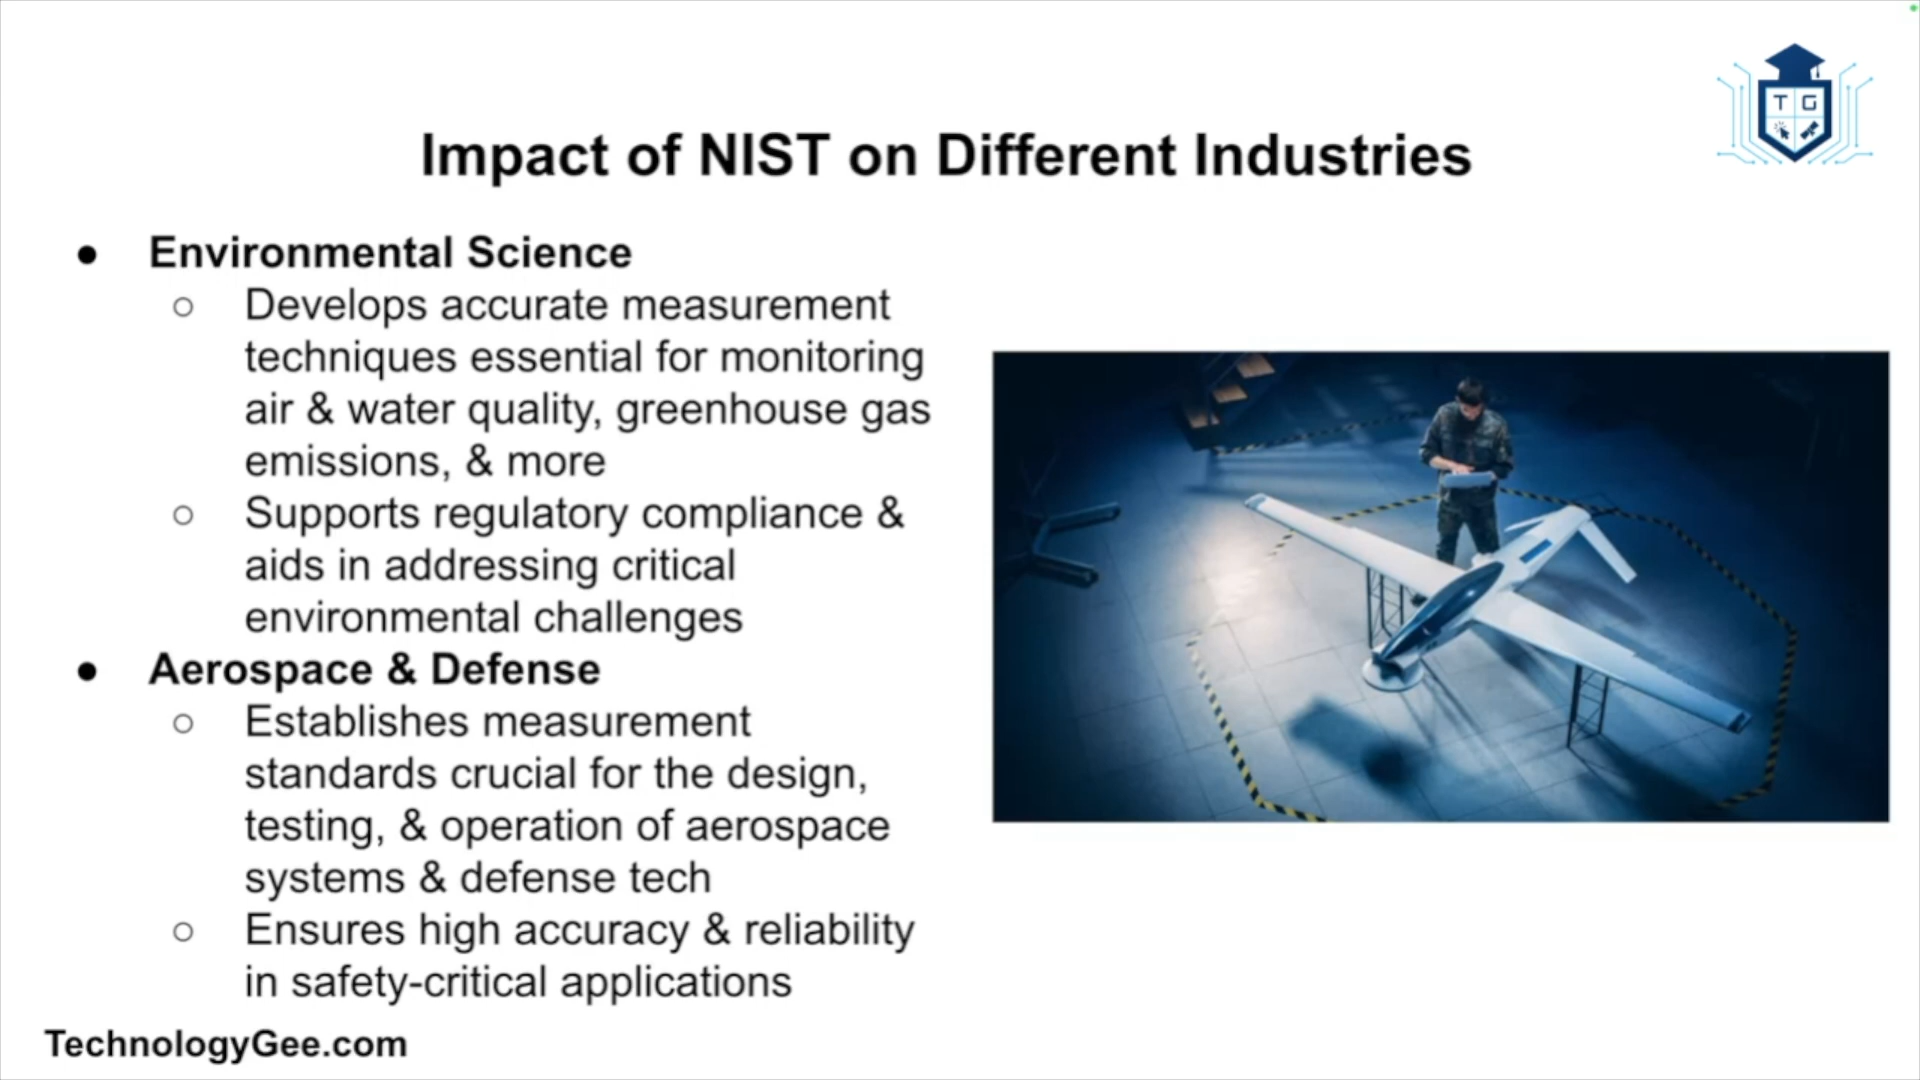 T G
Impact of NIST on Different Industries
● Environmental Science
○ Develops accurate measurement
techniques essential for monitoring
air & water quality, greenhouse gas
emissions, & more
○ Supports regulatory compliance &
aids in addressing critical
environmental challenges
● Aerospace & Defense
○ Establishes measurement
standards crucial for the design,
testing, & operation of aerospace
systems & defense tech
○ Ensures high accuracy & reliability
in safety-critical applications
TechnologyGee.com